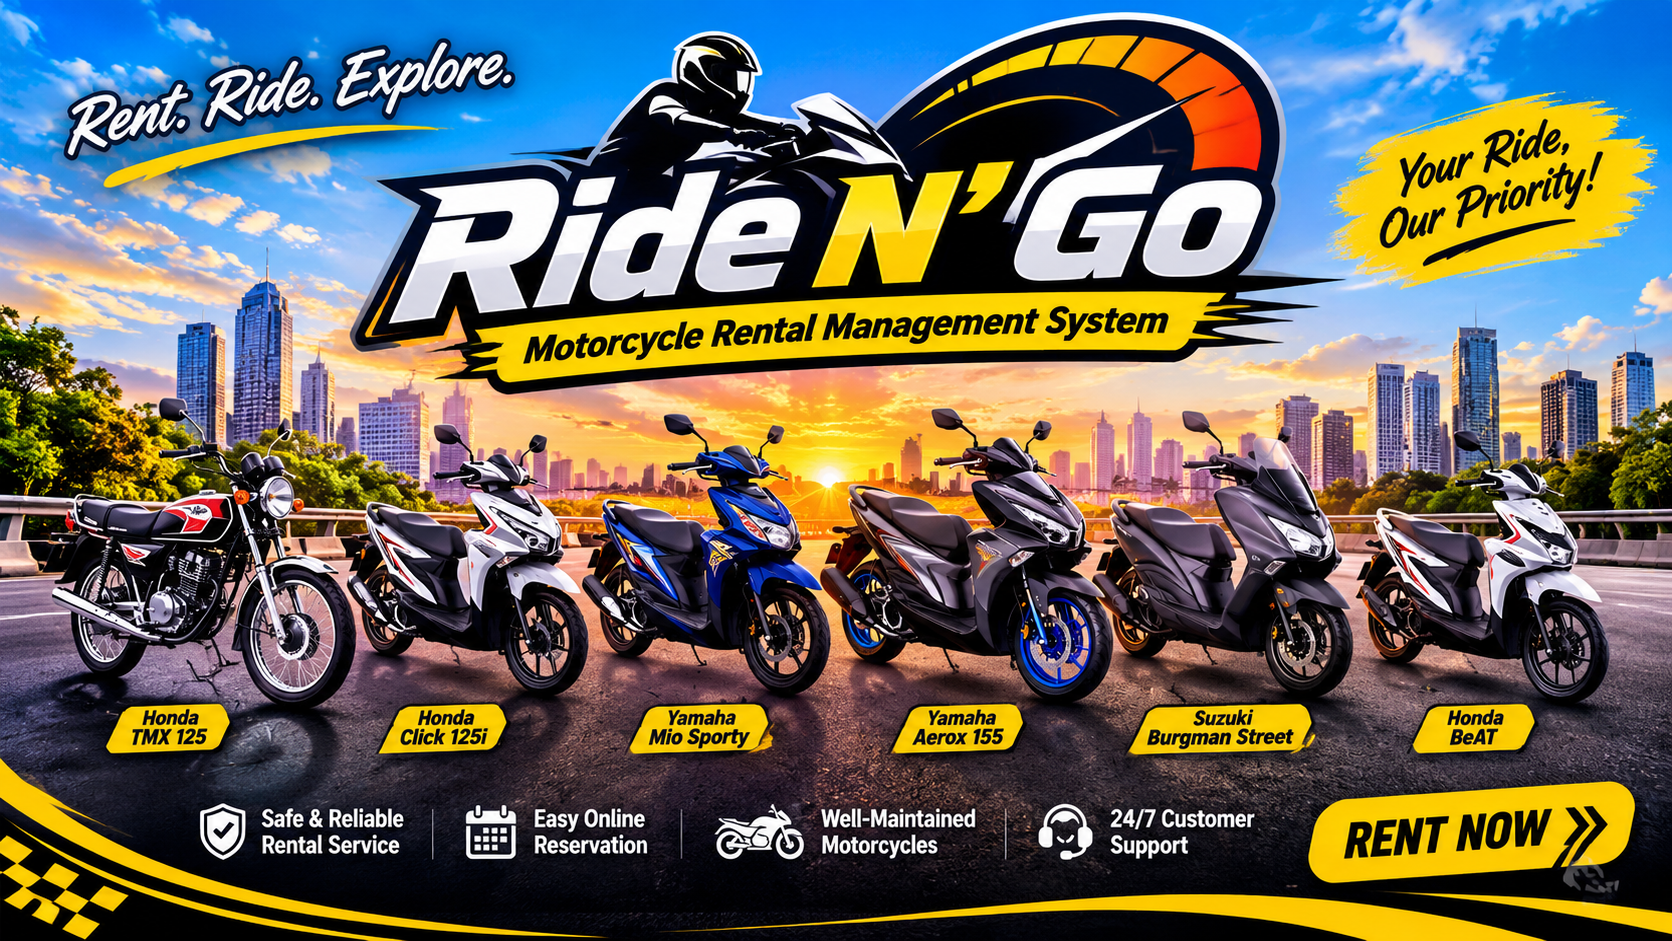 Rent. Ride. Explore.
Ride N' Go
Motorcycle Rental Management System
Your Ride,
Our Priority!
Honda
TMX 125
Honda
Click 125i
Yamaha
Mio Sporty
Yamaha
Aerox 155
Suzuki
Burgman Street
Honda
BeAT
Safe & Reliable
Rental Service
Easy Online
Reservation
Well-Maintained
Motorcycles
24/7 Customer
Support
RENT NOW